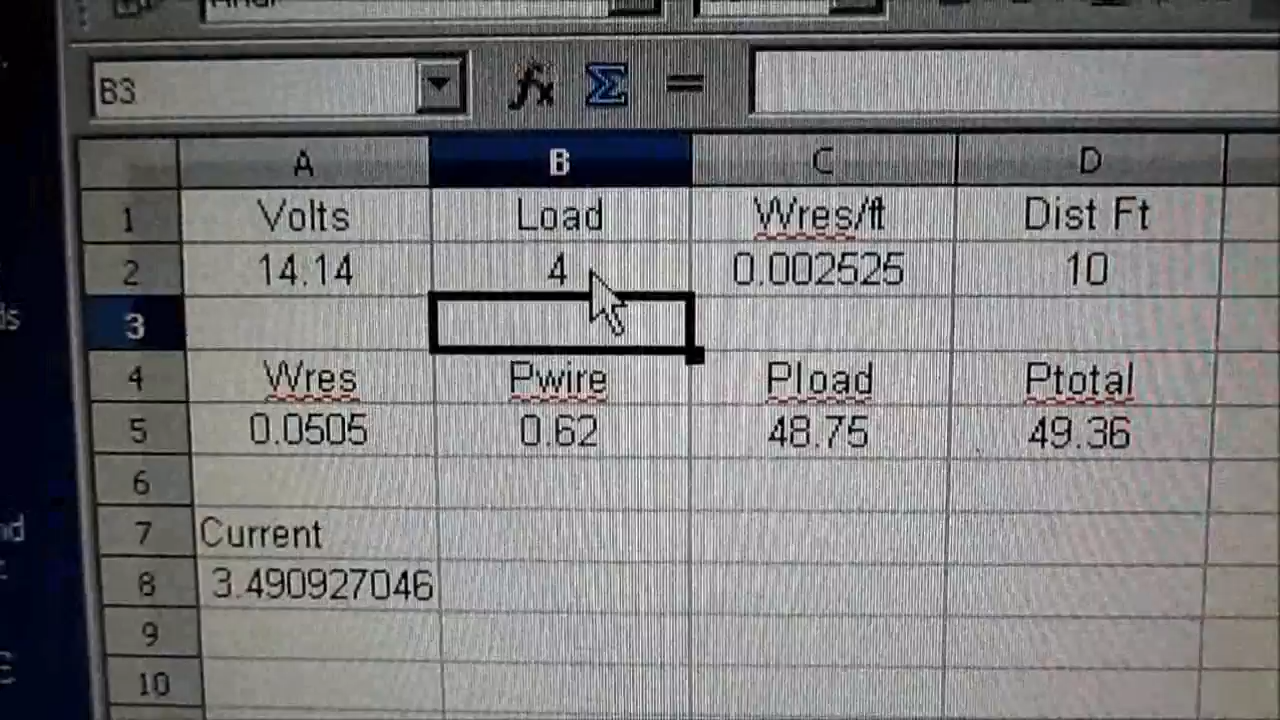 B3 fx Σ =
A B C D
1 Volts Load Wres/ft Dist Ft
2 14.14 4 0.002525 10
3
4 Wres Pwire Pload Ptotal
5 0.0505 0.62 48.75 49.36
6
7 Current
8 3.490927046
9
10